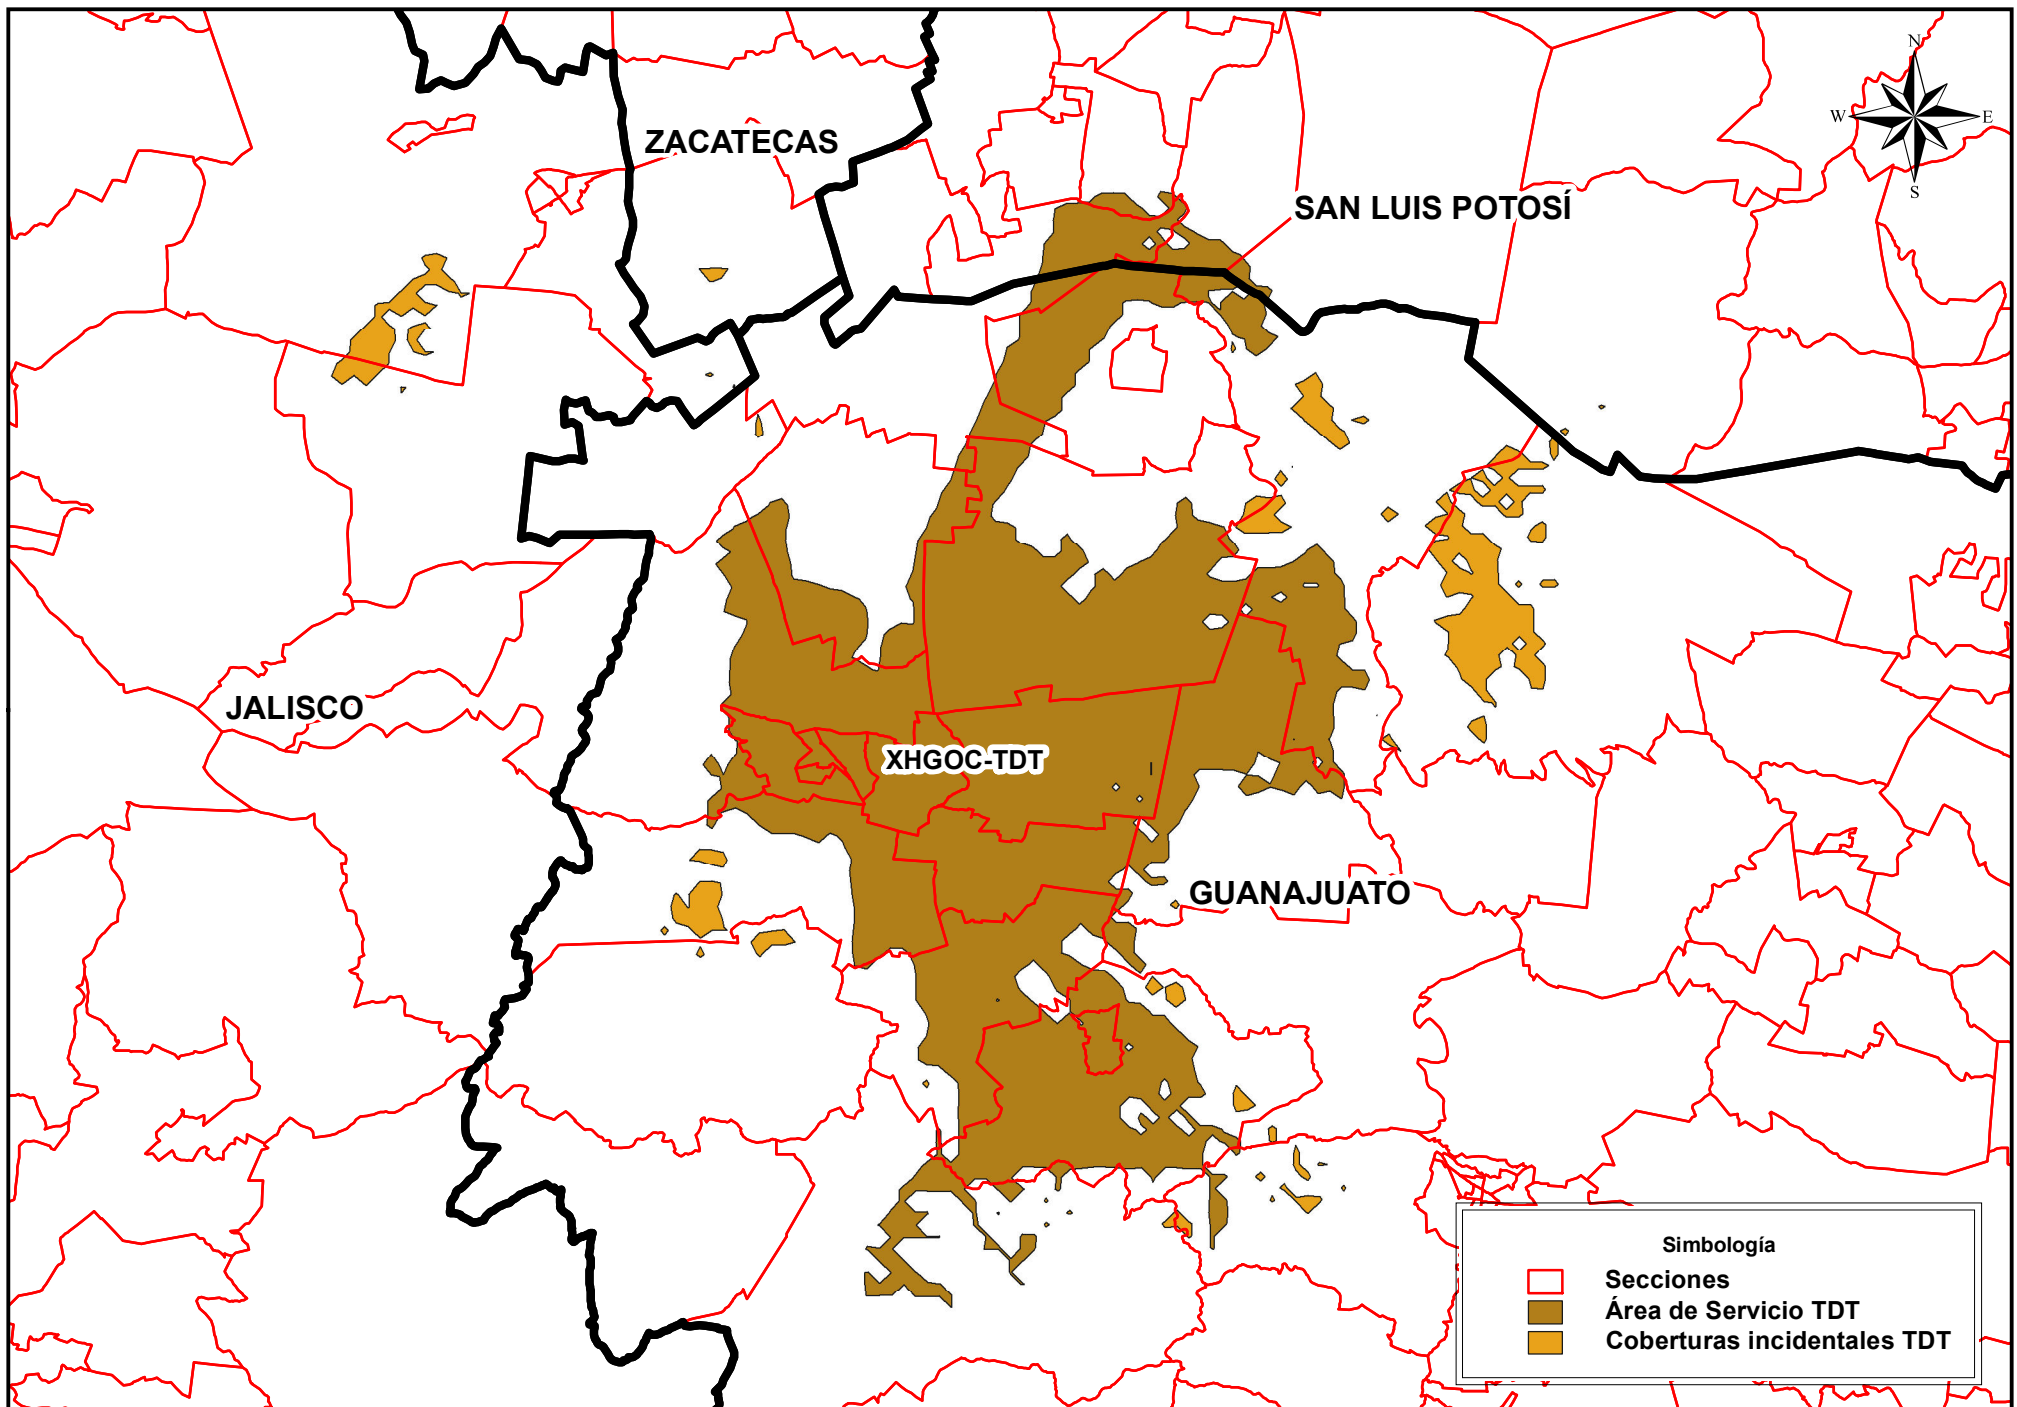 N
W E
S
ZACATECAS
SAN LUIS POTOSÍ
JALISCO
XHGOC-TDT
GUANAJUATO
Simbología
Secciones
Área de Servicio TDT
Coberturas incidentales TDT